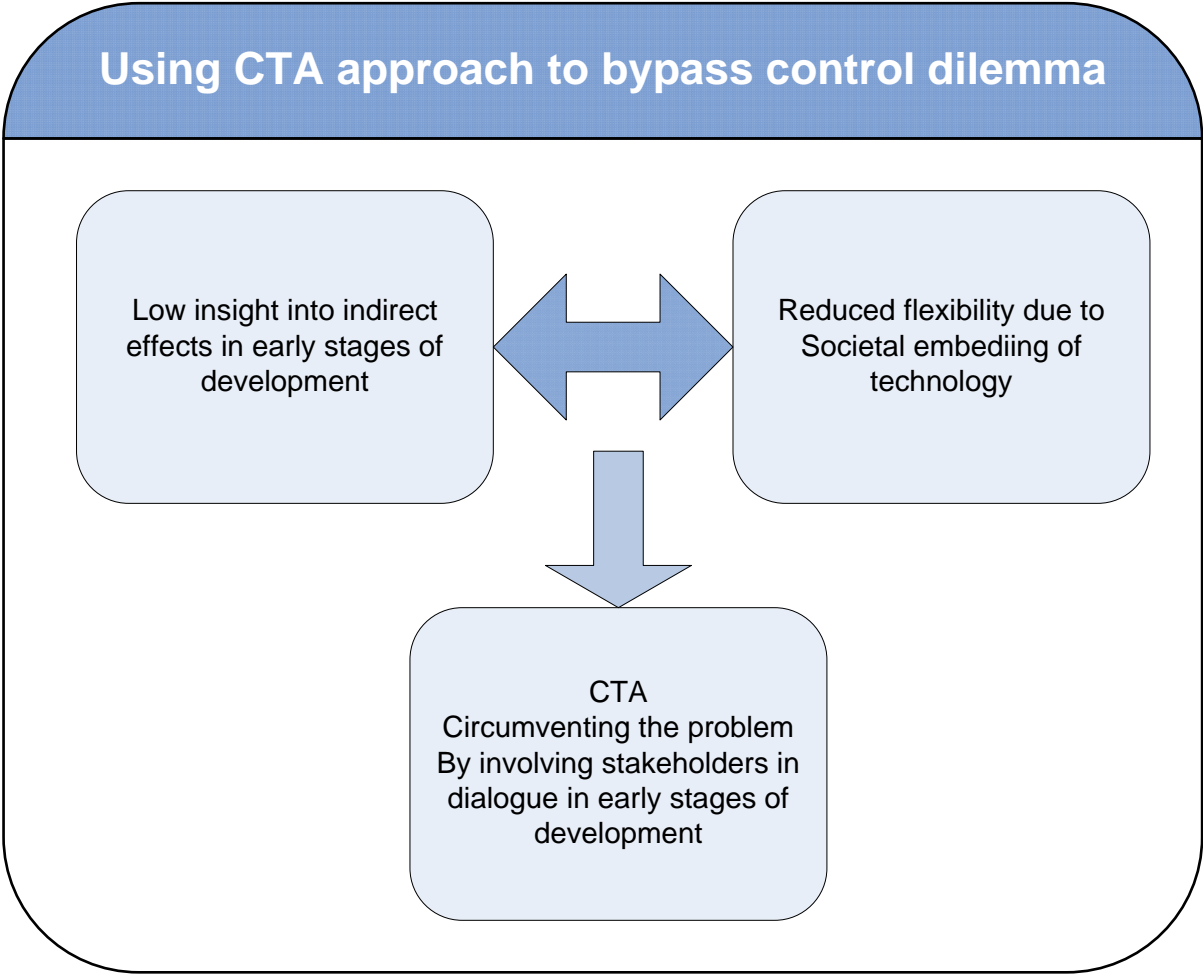 Using CTA approach to bypass control dilemma
Low insight into indirect
effects in early stages of
development
Reduced flexibility due to
Societal embediing of
technology
CTA
Circumventing the problem
By involving stakeholders in
dialogue in early stages of
development